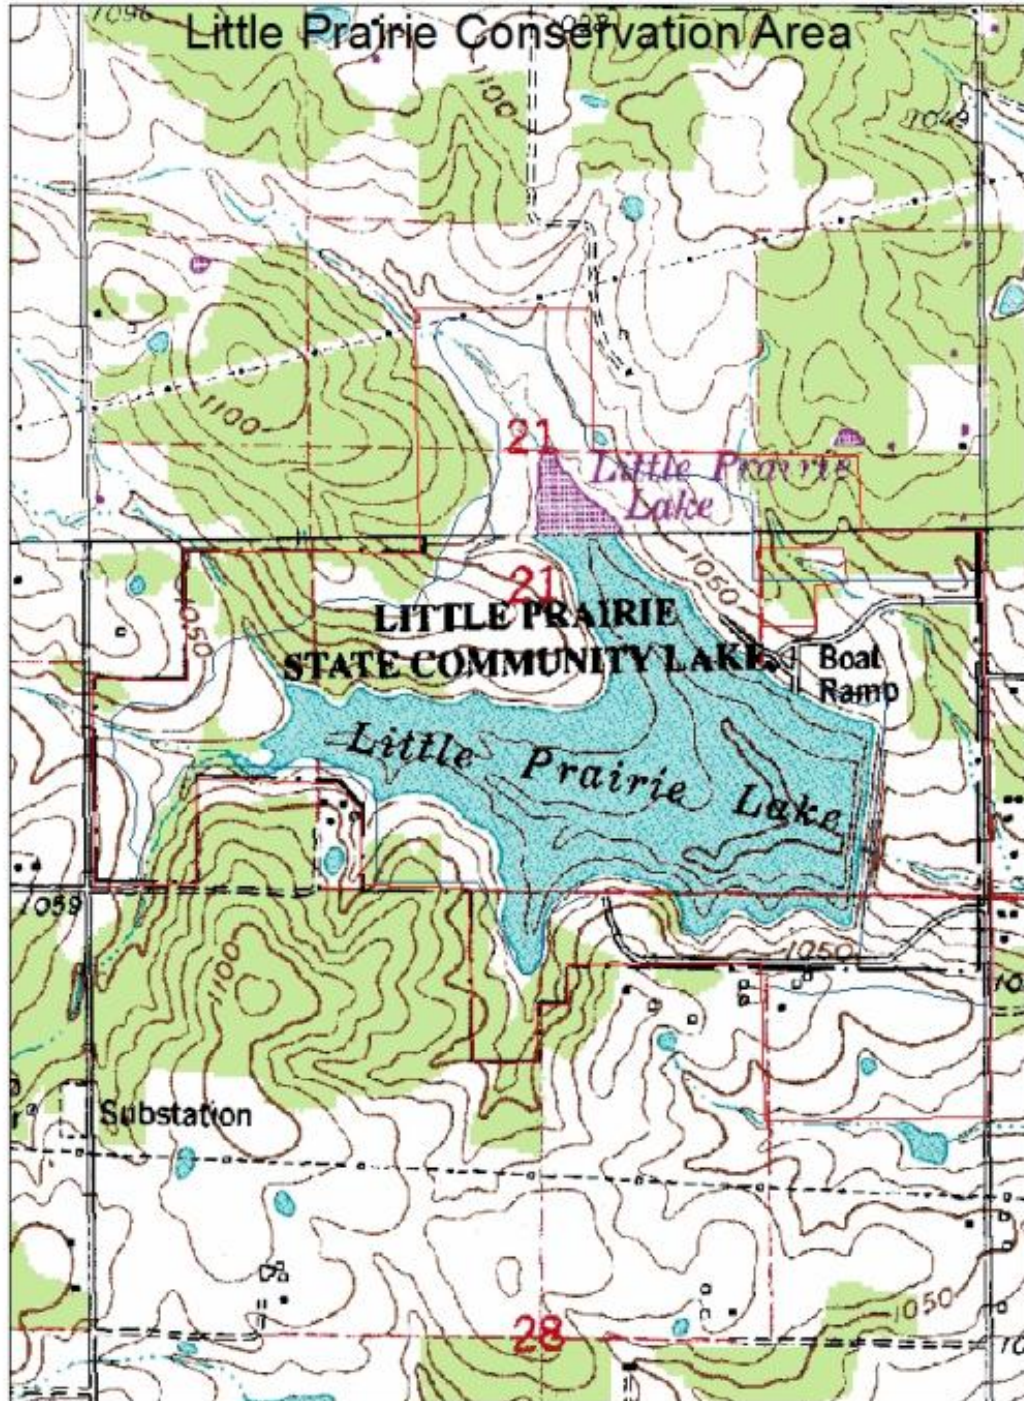 1096
Little Prairie Conservation Area
1100
1049
1100
21
Little Prairie
Lake
1050
21
1050
LITTLE PRAIRIE
STATE COMMUNITY LAKE
Boat
Ramp
Little Prairie Lake
1059
1100
1050
Substation
1050
28